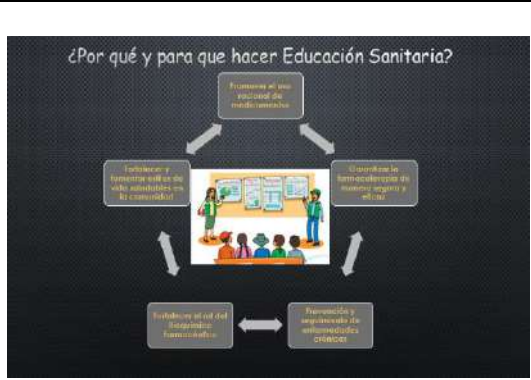 ¿Por qué y para que hacer Educación Sanitaria?
Promover el uso
racional de
medicamentos
Fortalecer y
fomentar estilos de
vida saludables en
la comunidad
Garantizar la
farmacoterapia de
manera segura y
eficaz
Fortalecer el rol del
Bioquímico
Farmacéutico
Prevención y
seguimiento de
enfermedades
crónicas